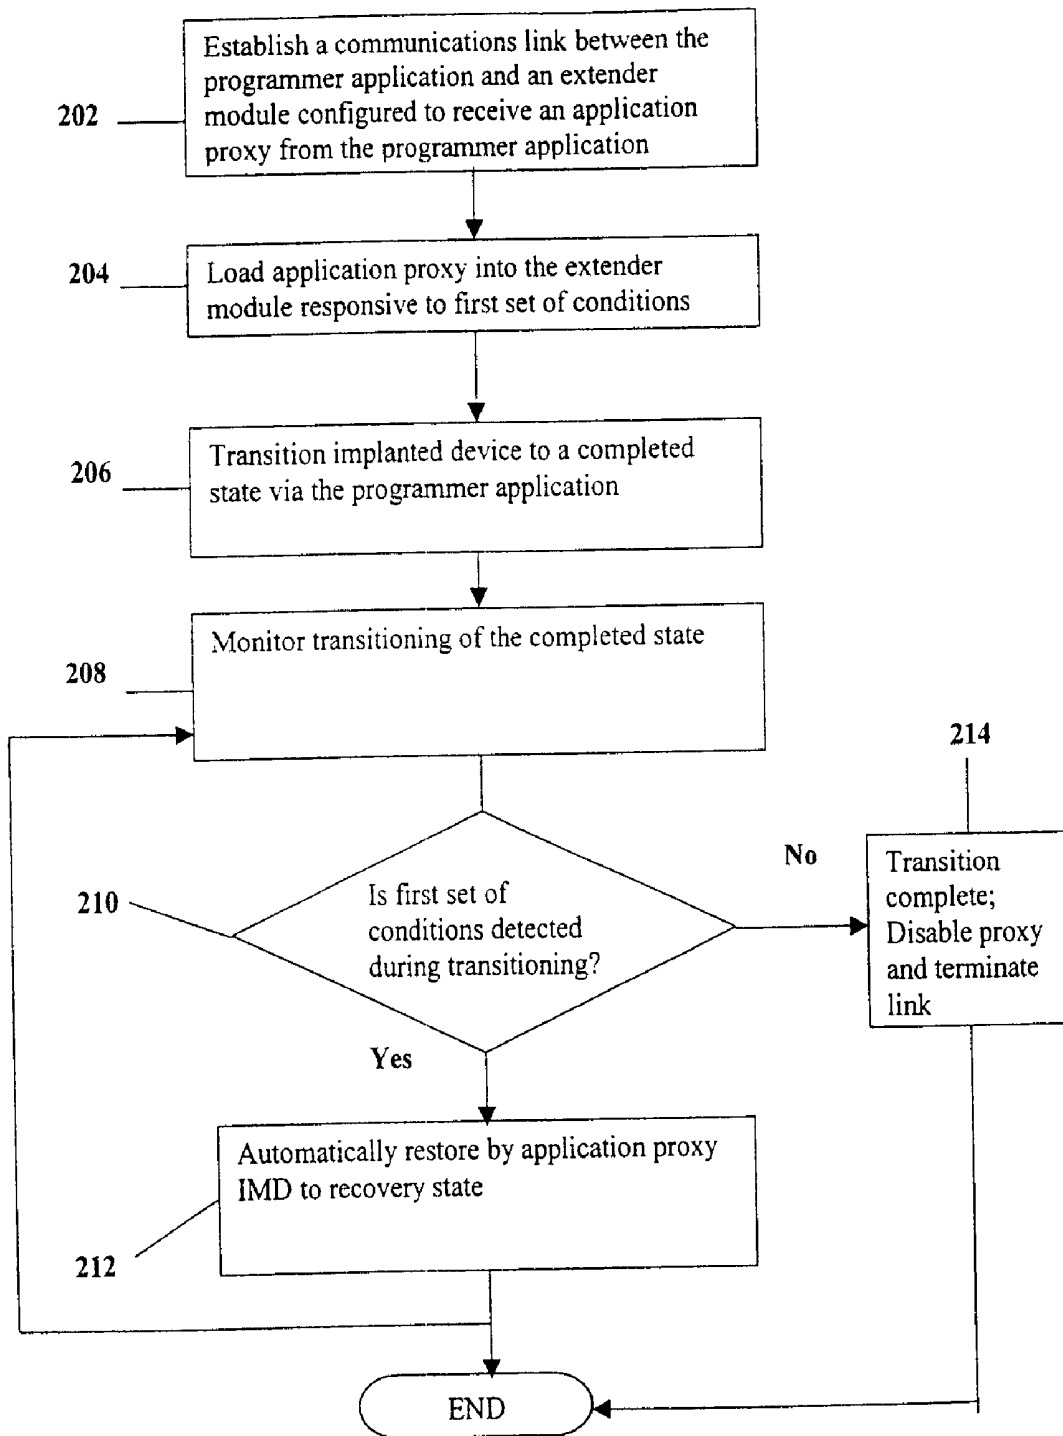 Establish a communications link between the
programmer application and an extender
module configured to receive an application
proxy from the programmer application
202
204
Load application proxy into the extender
module responsive to first set of conditions
206
Transition implanted device to a completed
state via the programmer application
Monitor transitioning of the completed state
208
214
No
210
Is first set of
conditions detected
during transitioning?
Transition
complete;
Disable proxy
and terminate
link
Yes
Automatically restore by application proxy
IMD to recovery state
212
END